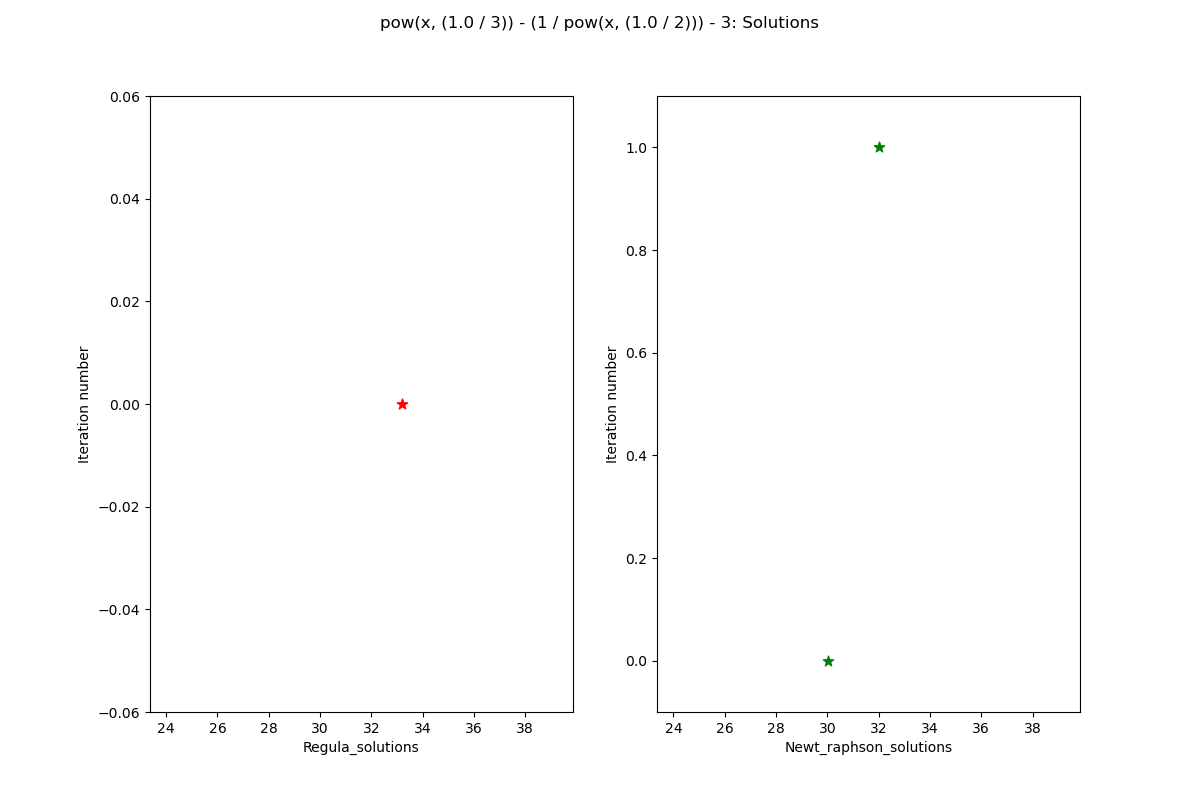 pow(x, (1.0 / 3)) - (1 / pow(x, (1.0 / 2))) - 3: Solutions
0.06
0.04
0.02
0.00
−0.02
−0.04
−0.06
Iteration number
24 26 28 30 32 34 36 38
Regula_solutions
1.0
0.8
0.6
0.4
0.2
0.0
Iteration number
24 26 28 30 32 34 36 38
Newt_raphson_solutions